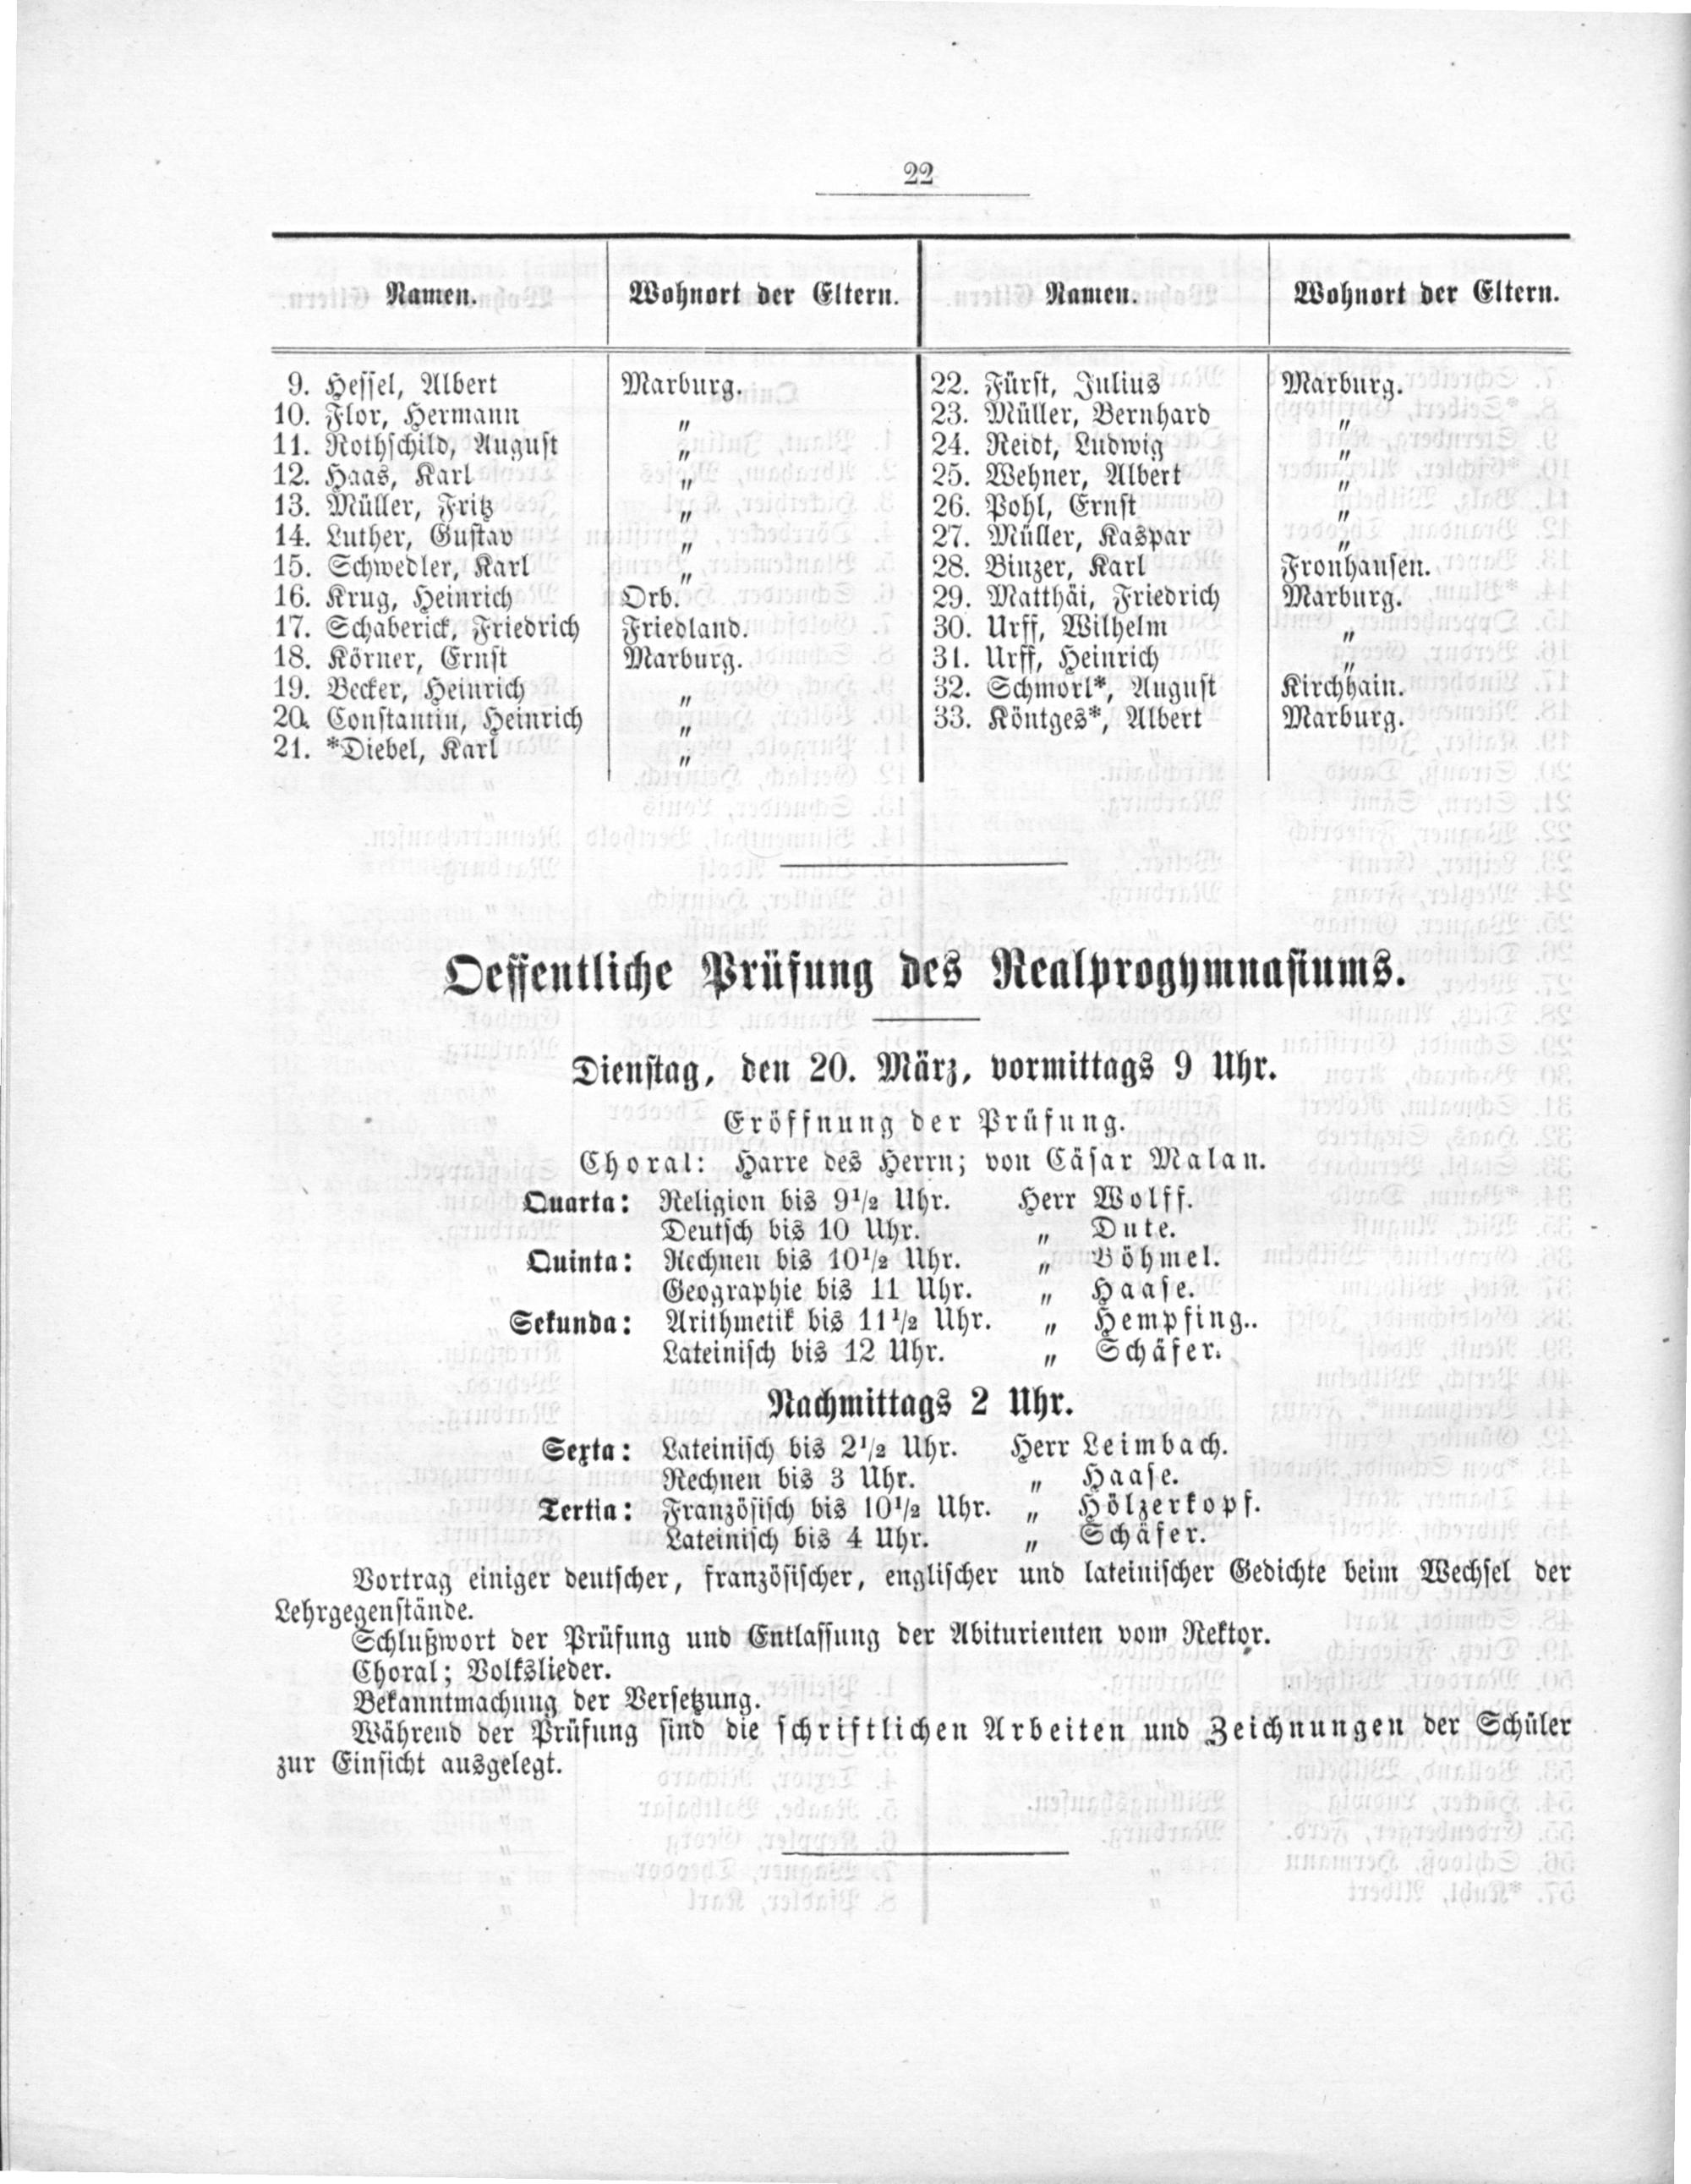 22
Namen. Wohnort der Eltern. Namen. Wohnort der Eltern.
9. Hessel, Albert Marburg. 22. Fürst, Julius Marburg.
10. Flor, Hermann „ 23. Müller, Bernhard „
11. Rothschild, August „ 24. Reidt, Ludwig „
12. Haas, Karl „ 25. Wehner, Albert „
13. Müller, Fritz „ 26. Pohl, Ernst „
14. Luther, Gustav „ 27. Müller, Kaspar „
15. Schwedler, Karl „ 28. Binzer, Karl Fronhausen.
16. Krug, Heinrich Orb. 29. Matthäi, Friedrich Marburg.
17. Schaberick, Friedrich Friedland. 30. Urff, Wilhelm „
18. Körner, Ernst Marburg. 31. Urff, Heinrich „
19. Becker, Heinrich „ 32. Schmorl*, August Kirchhain.
20. Constantin, Heinrich „ 33. Köntges*, Albert Marburg.
21. *Diebel, Karl „
Oeffentliche Prüfung des Realprogymnasiums.
Dienstag, den 20. März, vormittags 9 Uhr.
Eröffnung der Prüfung.
Choral: Harre des Herrn; von Cäsar Malan.
Quarta: Religion bis 9½ Uhr. Herr Wolff.
Deutsch bis 10 Uhr. „ Dute.
Quinta: Rechnen bis 10½ Uhr. „ Böhmel.
Geographie bis 11 Uhr. „ Haase.
Sekunda: Arithmetik bis 11½ Uhr. „ Hempfing..
Lateinisch bis 12 Uhr. „ Schäfer.
Nachmittags 2 Uhr.
Sexta: Lateinisch bis 2½ Uhr. Herr Leimbach.
Rechnen bis 3 Uhr. „ Haase.
Tertia: Französisch bis 10½ Uhr. „ Hölzerkopf.
Lateinisch bis 4 Uhr. „ Schäfer.
Vortrag einiger deutscher, französischer, englischer und lateinischer Gedichte beim Wechsel der
Lehrgegenstände.
Schlußwort der Prüfung und Entlassung der Abiturienten vom Rektor.
Choral; Volkslieder.
Bekanntmachung der Versetzung.
Während der Prüfung sind die schriftlichen Arbeiten und Zeichnungen der Schüler
zur Einsicht ausgelegt.